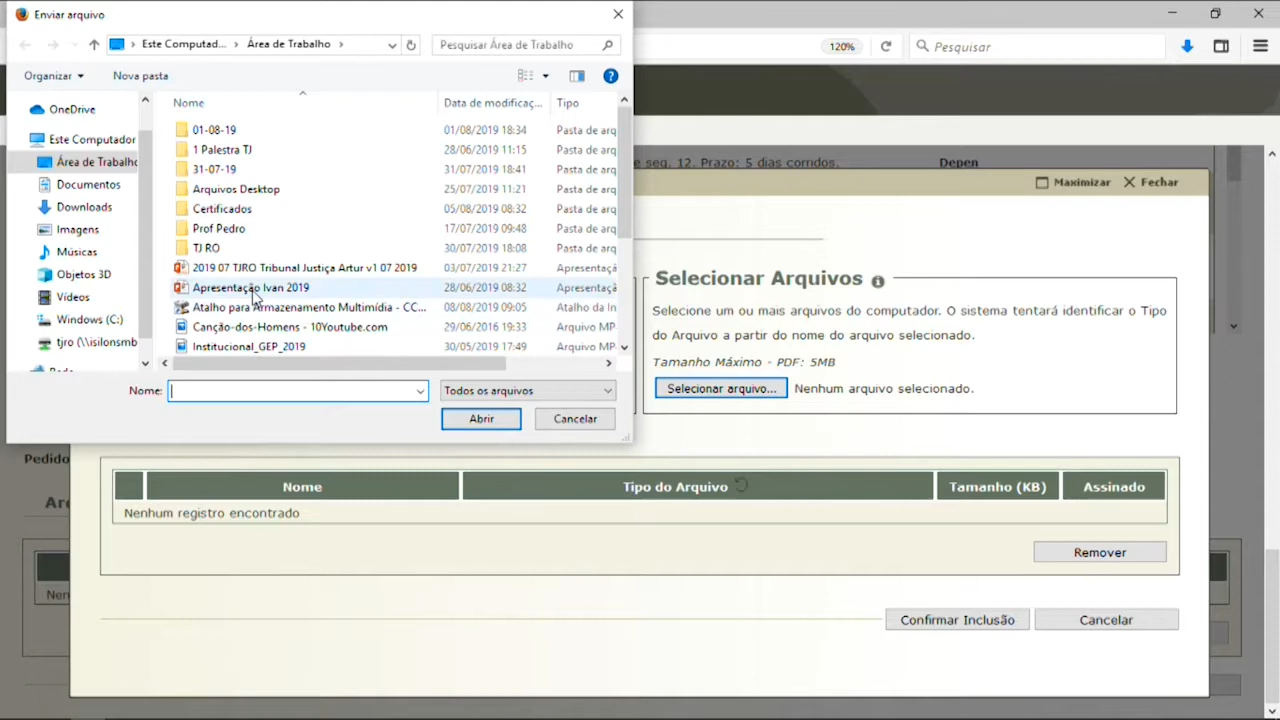 Enviar arquivo
Este Computad... > Área de Trabalho >
Pesquisar Área de Trabalho
120%
Pesquisar
Organizar
Nova pasta
OneDrive
Este Computador
Área de Trabalho
Documentos
Downloads
Imagens
Músicas
Objetos 3D
Vídeos
Windows (C:)
tjro (\\isilonsmb
Nome Data de modificaç... Tipo
01-08-19 01/08/2019 18:34 Pasta de arq
1 Palestra TJ 28/06/2019 11:15 Pasta de arq
31-07-19 31/07/2019 18:41 Pasta de arq
Arquivos Desktop 25/07/2019 11:21 Pasta de arq
Certificados 05/08/2019 08:32 Pasta de arq
Prof Pedro 17/07/2019 09:48 Pasta de arq
TJ RO 30/07/2019 18:08 Pasta de arq
2019 07 TJRO Tribunal Justiça Artur v1 07 2019 03/07/2019 21:27 Apresentaçã
Apresentação Ivan 2019 28/06/2019 08:32 Apresentaçã
Atalho para Armazenamento Multimídia - CC... 08/08/2019 09:05 Atalho da In
Canção-dos-Homens - 10Youtube.com 29/06/2016 19:33 Arquivo MP
Institucional_GEP_2019 30/05/2019 17:49 Arquivo MP
Nome:
Todos os arquivos
Abrir
Cancelar
e seq. 12. Prazo: 5 dias corridos.
Depen
Maximizar
Fechar
Selecionar Arquivos
Selecione um ou mais arquivos do computador. O sistema tentará identificar o Tipo
do Arquivo a partir do nome do arquivo selecionado.
Tamanho Máximo - PDF: 5MB
Selecionar arquivo... Nenhum arquivo selecionado.
Pedido
Nome Tipo do Arquivo Tamanho (KB) Assinado
Nenhum registro encontrado
Remover
Confirmar Inclusão
Cancelar